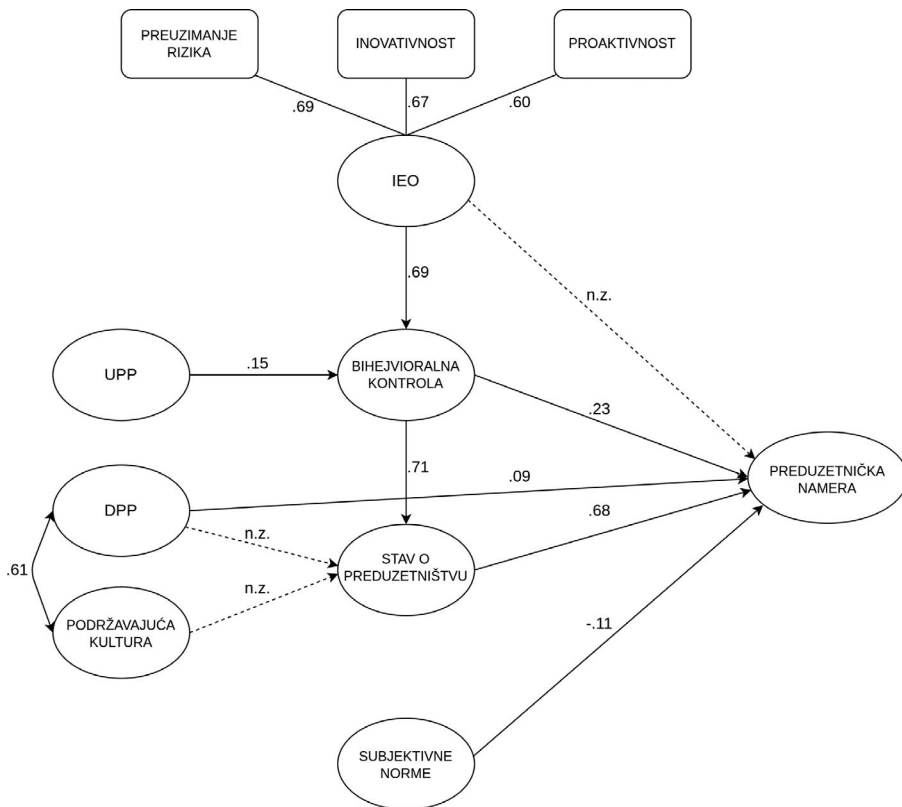 PREUZIMANJE
RIZIKA
INOVATIVNOST
PROAKTIVNOST
.69
.67
.60
IEO
.69
n.z.
UPP
.15
BIHEJVIORALNA
KONTROLA
.23
.71
PREDUZETNIČKA
NAMERA
DPP
.09
n.z.
.68
STAV O
PREDUZETNIŠTVU
.61
n.z.
PODRŽAVAJUĆA
KULTURA
-.11
SUBJEKTIVNE
NORME